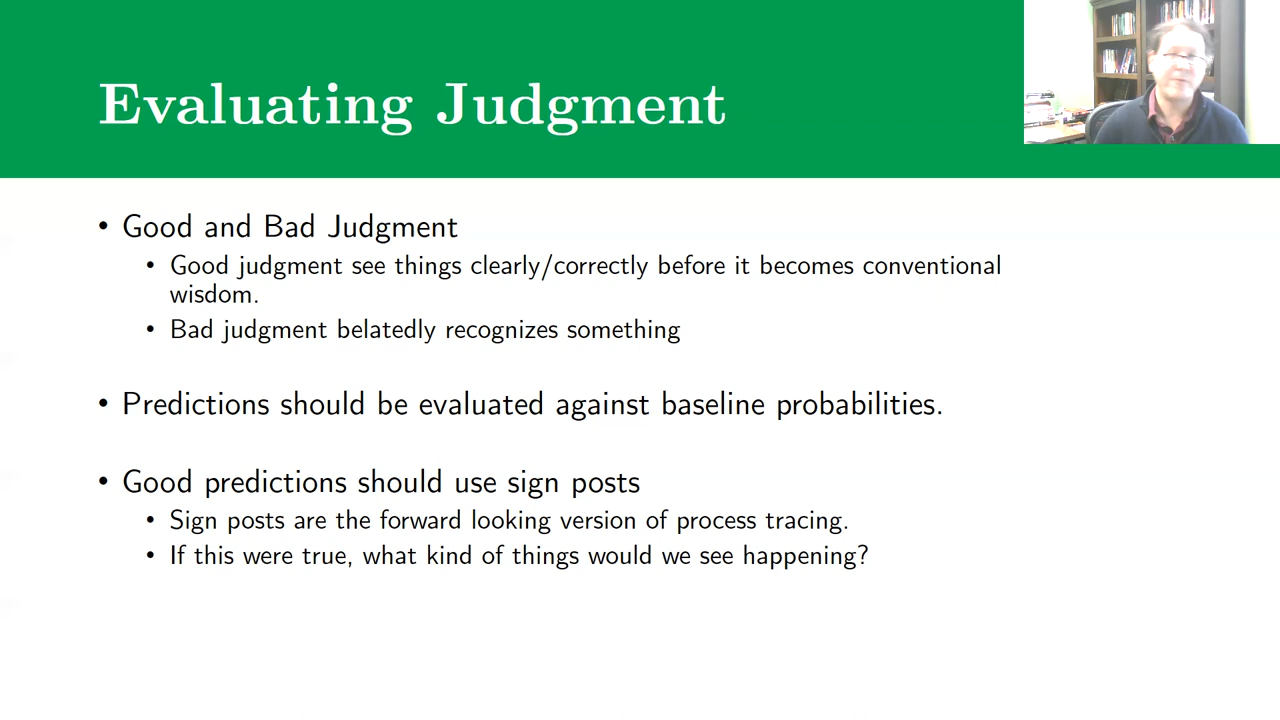 Evaluating Judgment
• Good and Bad Judgment
• Good judgment see things clearly/correctly before it becomes conventional
wisdom.
• Bad judgment belatedly recognizes something
• Predictions should be evaluated against baseline probabilities.
• Good predictions should use sign posts
• Sign posts are the forward looking version of process tracing.
• If this were true, what kind of things would we see happening?